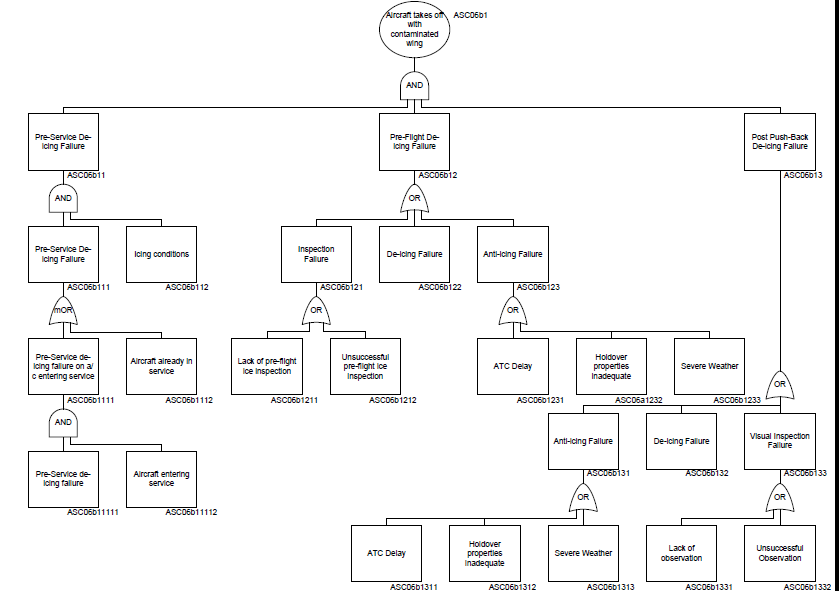 Aircraft takes off
with
contaminated
wing
ASC06b1
AND
Pre-Service De-
Icing Failure
ASC06b11
Pre-Flight De-
Icing Failure
ASC06b12
Post Push-Back
De-icing Failure
ASC06b13
AND
OR
Pre-Service De-
Icing Failure
ASC06b111
Icing conditions
ASC06b112
Inspection
Failure
ASC06b121
De-icing Failure
ASC06b122
Anti-icing Failure
ASC06b123
mOR
OR
OR
Pre-Service de-
icing failure on a/
c entering service
ASC06b1111
Aircraft already in
service
ASC06b1112
Lack of pre-flight
ice inspection
ASC06b1211
Unsuccessful
pre-flight ice
inspection
ASC06b1212
ATC Delay
ASC06b1231
Holdover
properties
inadequate
ASC06a1232
Severe Weather
ASC06b1233
OR
AND
Anti-icing Failure
ASC06b131
De-icing Failure
ASC06b132
Visual Inspection
Failure
ASC06b133
Pre-Service de-
icing failure
ASC06b11111
Aircraft entering
service
ASC06b11112
OR
OR
ATC Delay
ASC06b1311
Holdover
properties
inadequate
ASC06b1312
Severe Weather
ASC06b1313
Lack of
observation
ASC06b1331
Unsuccessful
Observation
ASC06b1332